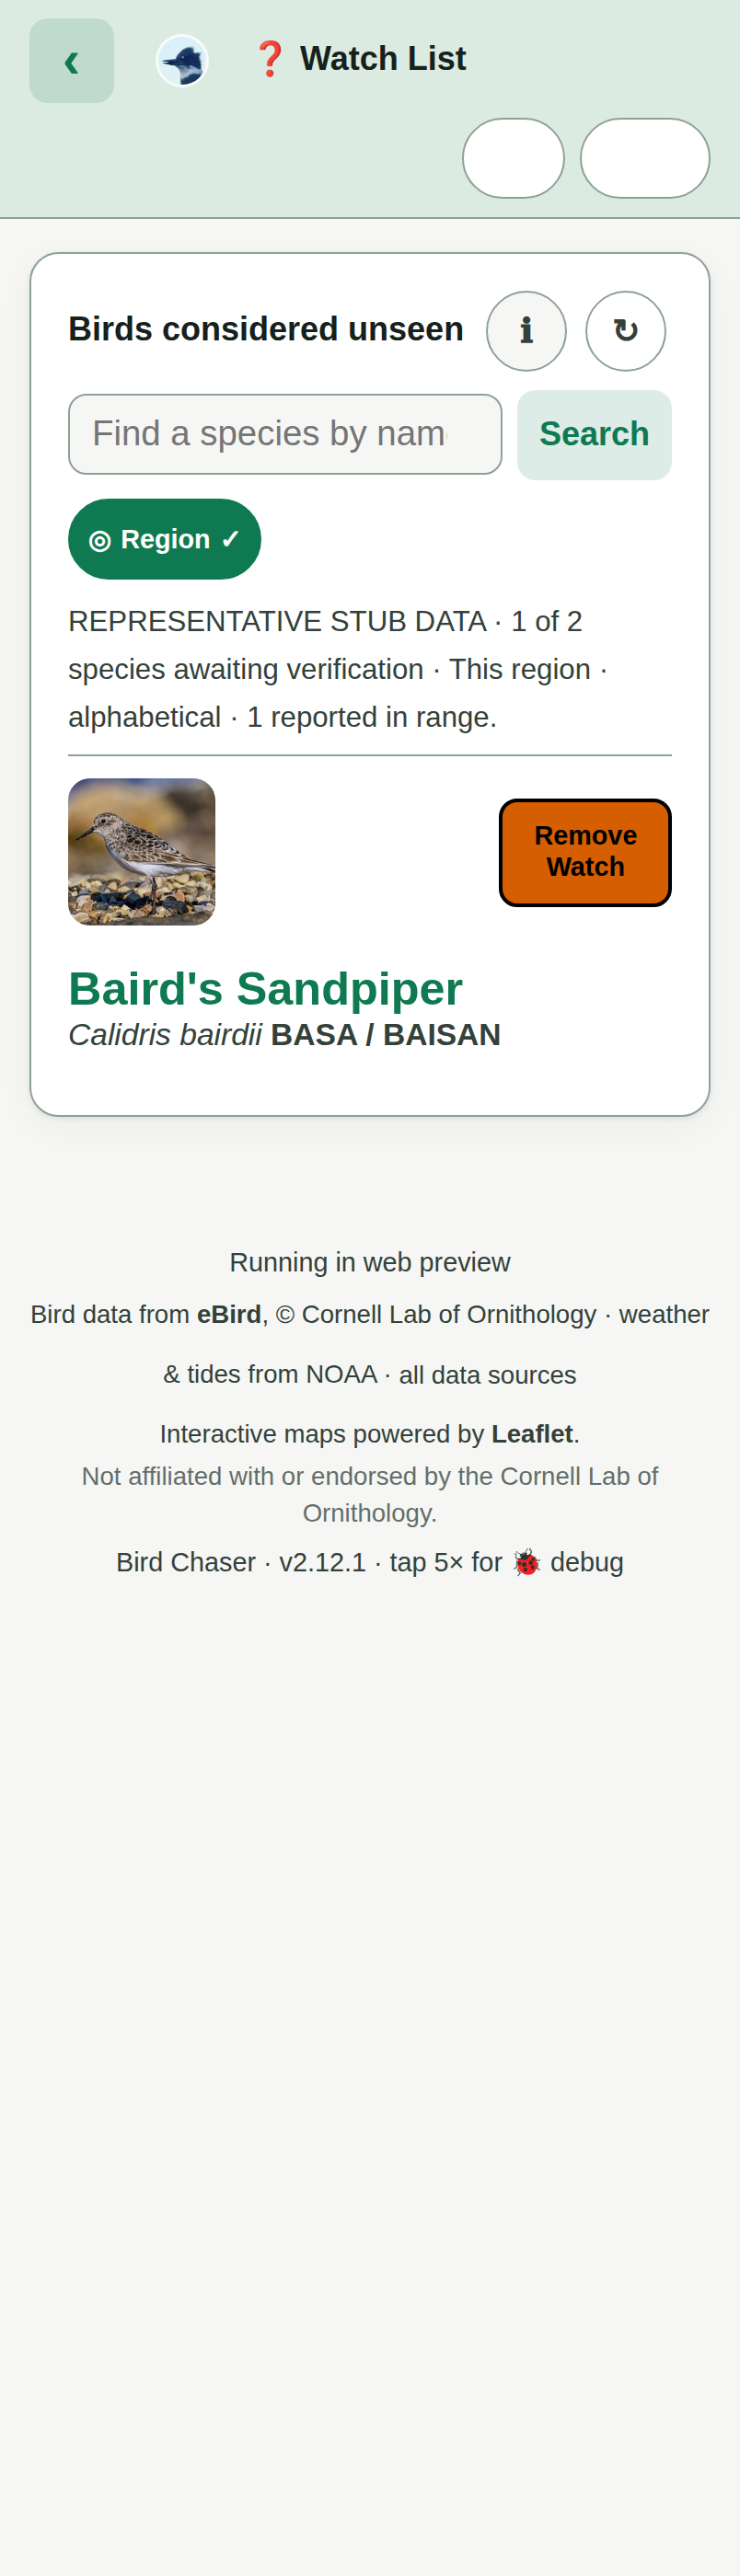 ‹ ❓ Watch List
Birds considered unseen ℹ ↻
Find a species by nam
Search
◎ Region ✓
REPRESENTATIVE STUB DATA · 1 of 2
species awaiting verification · This region ·
alphabetical · 1 reported in range.
Remove
Watch
Baird's Sandpiper
Calidris bairdii BASA / BAISAN
Running in web preview
Bird data from eBird, © Cornell Lab of Ornithology · weather
& tides from NOAA · all data sources
Interactive maps powered by Leaflet.
Not affiliated with or endorsed by the Cornell Lab of
Ornithology.
Bird Chaser · v2.12.1 · tap 5× for 🐞 debug